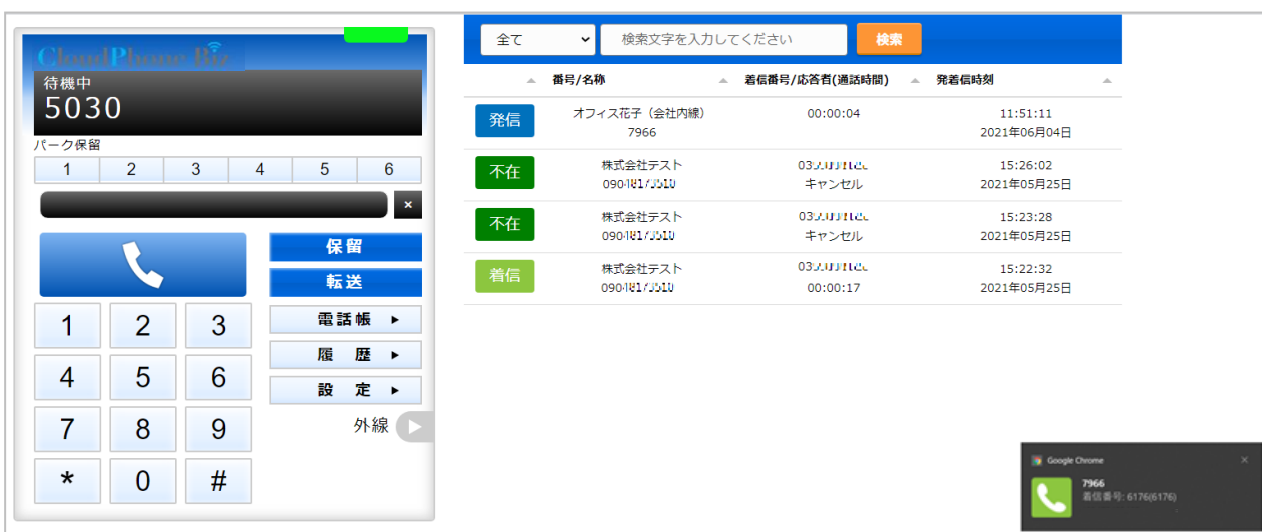 CloudPhone Biz
待機中
5030
パーク保留
1 2 3 4 5 6
×
保留
転送
1 2 3
電話帳 ▶
履 歴 ▶
4 5 6
設 定 ▶
7 8 9
外線
* 0 #
全て
検索文字を入力してください
検索
番号/名称 着信番号/応答者(通話時間) 発着信時刻
発信 オフィス花子（会社内線） 00:00:04 11:51:11
7966 2021年06月04日
不在 株式会社テスト 15:26:02
キャンセル 2021年05月25日
不在 株式会社テスト 15:23:28
キャンセル 2021年05月25日
着信 株式会社テスト 15:22:32
00:00:17 2021年05月25日
Google Chrome ×
7966
着信番号: 6176(6176)